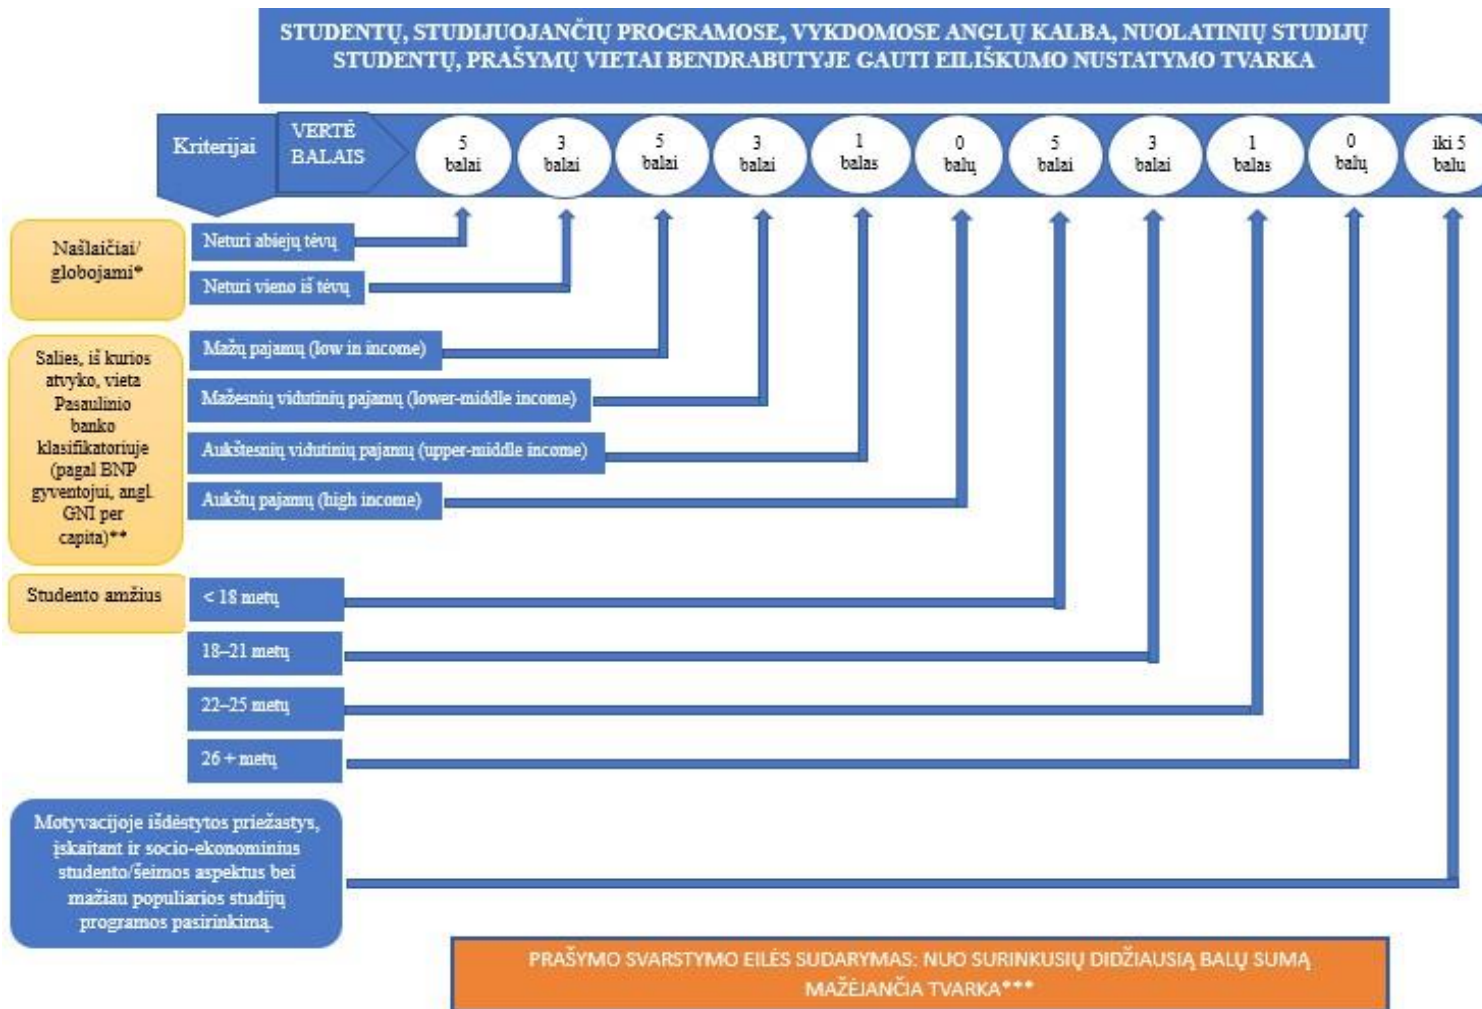 STUDENTŲ, STUDIJUOJANČIŲ PROGRAMOSE, VYKDOMOSE ANGLŲ KALBA, NUOLATINIŲ STUDIJŲ
STUDENTŲ, PRAŠYMŲ VIETAI BENDRABUTYJE GAUTI EILIŠKUMO NUSTATYMO TVARKA
Kriterijai
VERTĖ
BALAIS
5
balai
3
balai
5
balai
3
balai
1
balas
0
balų
5
balai
3
balai
1
balas
0
balų
iki 5
balu
Našlaičiai/
globojami*
Neturi abiejų tėvų
Neturi vieno iš tėvų
Salies, iš kurios
atvyko, vieta
Pasaulinio
banko
klasifikatoriuje
(pagal BNP
gyventojui, angl.
GNI per
capita)**
Mažų pajamų (low in income)
Mažesnių vidutinių pajamų (lower-middle income)
Aukštesnių vidutinių pajamų (upper-middle income)
Aukštų pajamų (high income)
Studento amžius
< 18 metų
18–21 metų
22–25 metų
26 + metų
Motyvacijoje išdėstytos priežastys,
įskaitant ir socio-ekonominius
studento/šeimos aspektus bei
mažiau populiarios studijų
programos pasirinkimą.
PRAŠYMO SVARSTYMO EILĖS SUDARYMAS: NUO SURINKUSIŲ DIDŽIAUSIĄ BALŲ SUMĄ
MAŽĖJANČIA TVARKA***